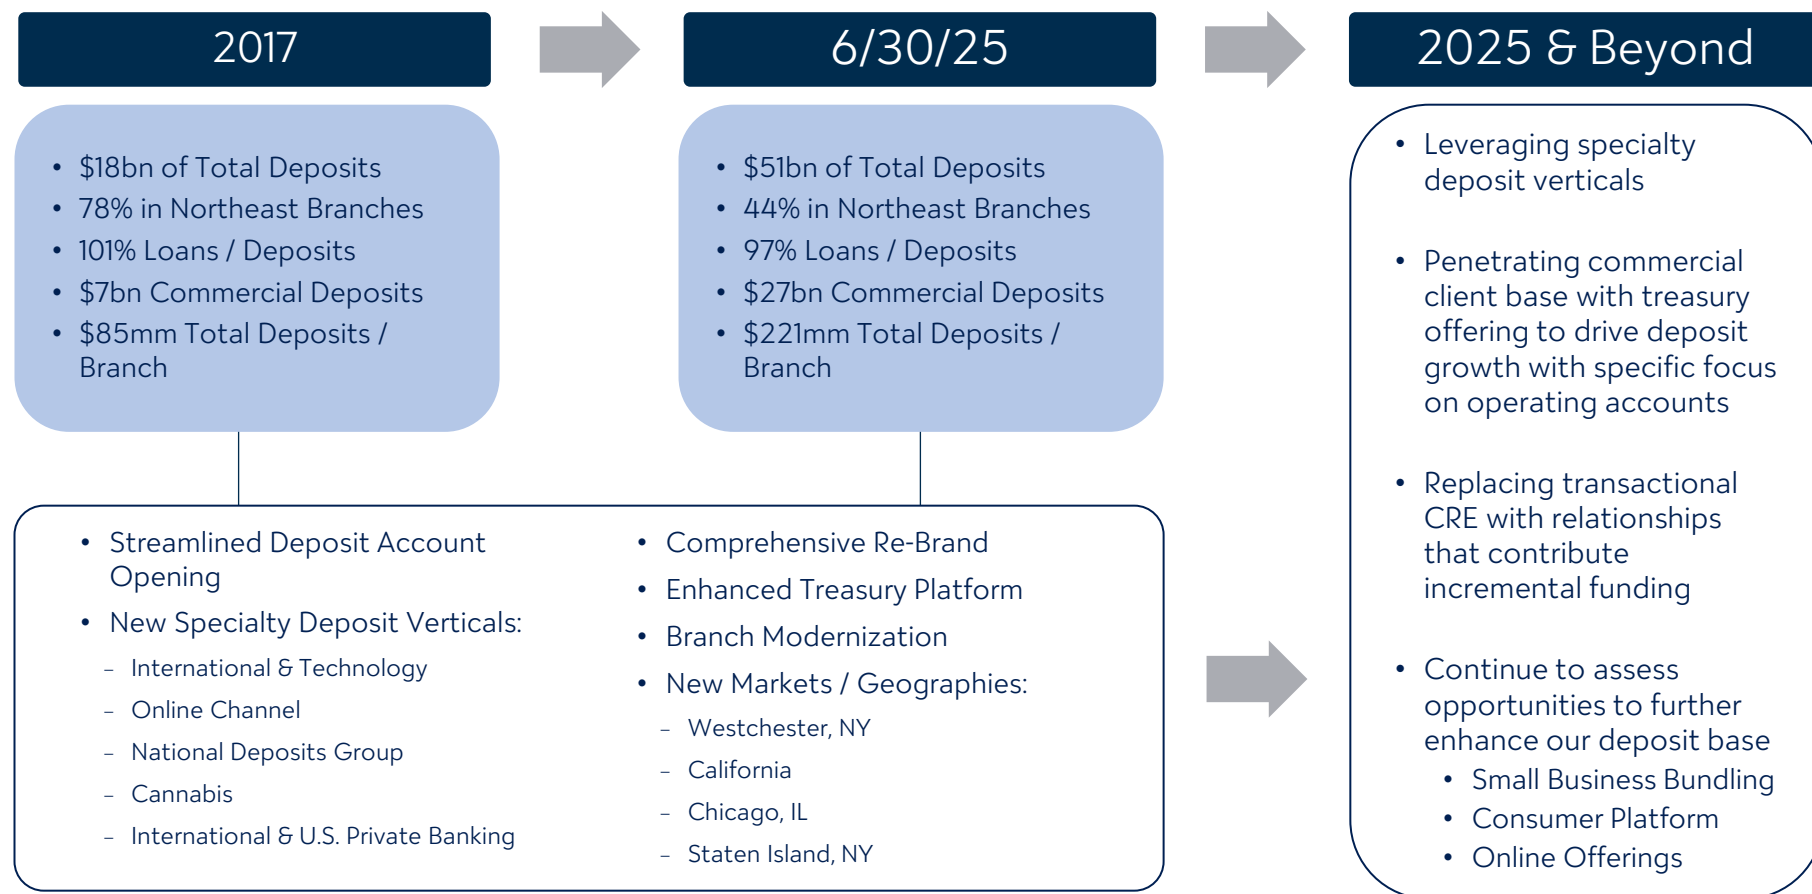 2017
6/30/25
2025 & Beyond
• $18bn of Total Deposits
• 78% in Northeast Branches
• 101% Loans / Deposits
• $7bn Commercial Deposits
• $85mm Total Deposits /
Branch
• $51bn of Total Deposits
• 44% in Northeast Branches
• 97% Loans / Deposits
• $27bn Commercial Deposits
• $221mm Total Deposits /
Branch
• Streamlined Deposit Account
Opening
• New Specialty Deposit Verticals:
– International & Technology
– Online Channel
– National Deposits Group
– Cannabis
– International & U.S. Private Banking
• Comprehensive Re-Brand
• Enhanced Treasury Platform
• Branch Modernization
• New Markets / Geographies:
– Westchester, NY
– California
– Chicago, IL
– Staten Island, NY
• Leveraging specialty
deposit verticals
• Penetrating commercial
client base with treasury
offering to drive deposit
growth with specific focus
on operating accounts
• Replacing transactional
CRE with relationships
that contribute
incremental funding
• Continue to assess
opportunities to further
enhance our deposit base
• Small Business Bundling
• Consumer Platform
• Online Offerings